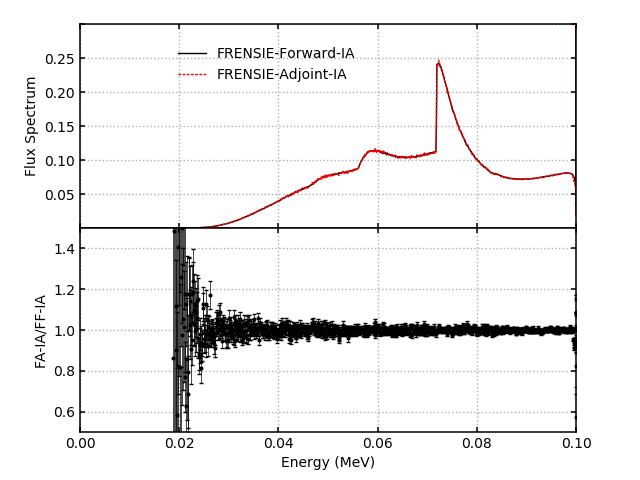 0.25
0.20
0.15
0.10
0.05
Flux Spectrum
FRENSIE-Forward-IA
FRENSIE-Adjoint-IA
1.4
1.2
1.0
0.8
0.6
FA-IA/FF-IA
0.00 0.02 0.04 0.06 0.08 0.10
Energy (MeV)